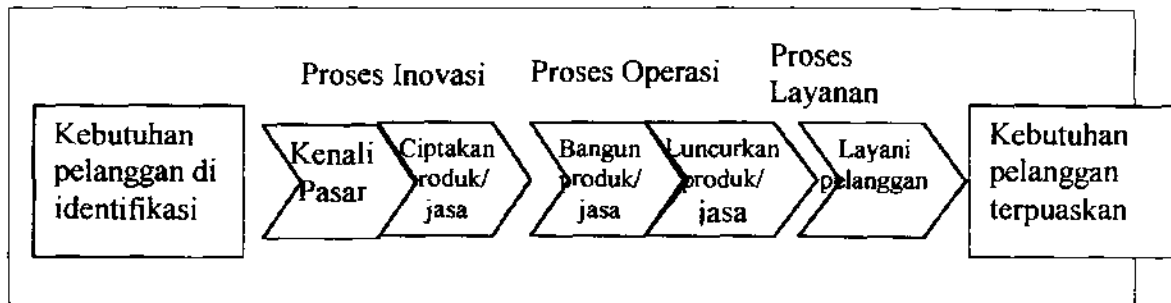 Proses Inovasi
Proses Operasi
Proses
Layanan
Kebutuhan
pelanggan di
identifikasi
Kenali
Pasar
Ciptakan
produk/
jasa
Bangun
produk/
jasa
Luncurkan
produk/
jasa
Layani
pelanggan
Kebutuhan
pelanggan
terpuaskan